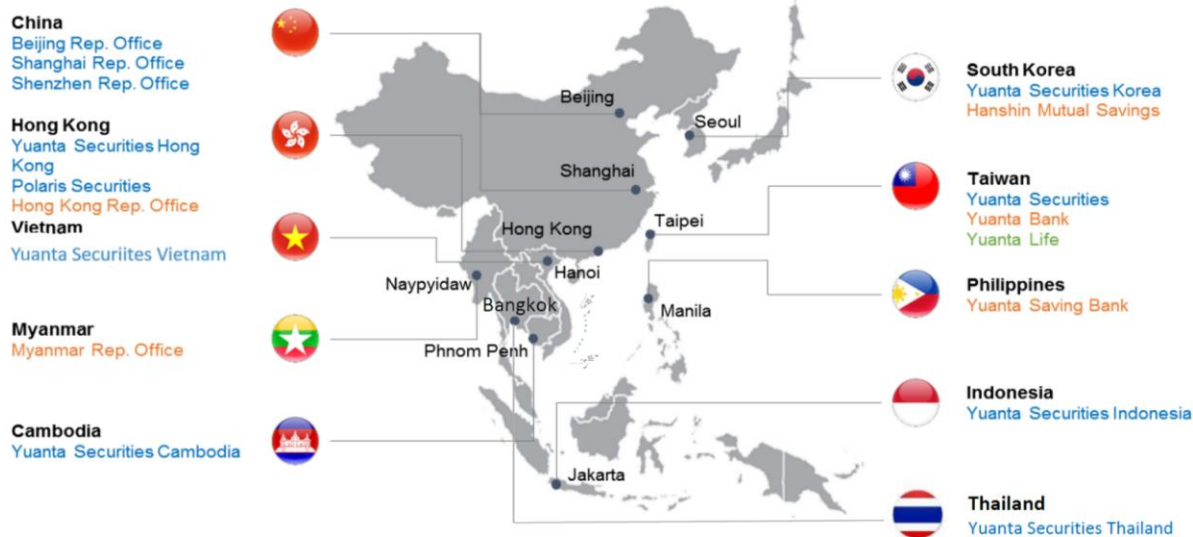 China
Beijing Rep. Office
Shanghai Rep. Office
Shenzhen Rep. Office
Hong Kong
Yuanta Securities Hong
Kong
Polaris Securities
Hong Kong Rep. Office
Vietnam
Yuanta Securiites Vietnam
Myanmar
Myanmar Rep. Office
Cambodia
Yuanta Securities Cambodia
Beijing
Seoul
Shanghai
Hong Kong
Taipei
Hanoi
Naypyidaw
Bangkok
Manila
Phnom Penh
Jakarta
South Korea
Yuanta Securities Korea
Hanshin Mutual Savings
Taiwan
Yuanta Securities
Yuanta Bank
Yuanta Life
Philippines
Yuanta Saving Bank
Indonesia
Yuanta Securities Indonesia
Thailand
Yuanta Securities Thailand